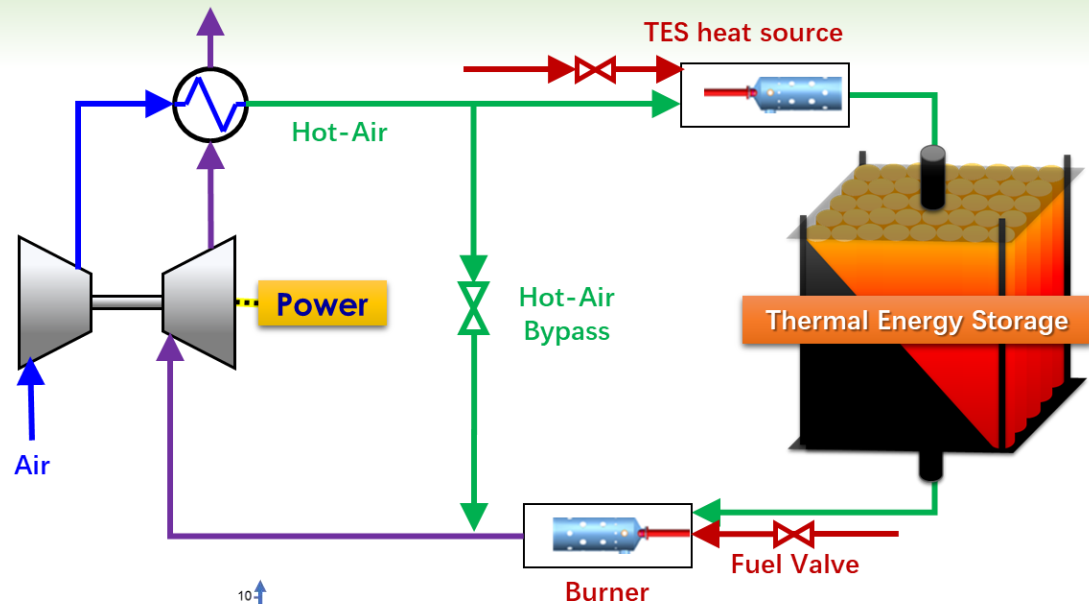 TES heat source
Hot-Air
Power
Hot-Air
Bypass
Thermal Energy Storage
Air
Fuel Valve
Burner
10